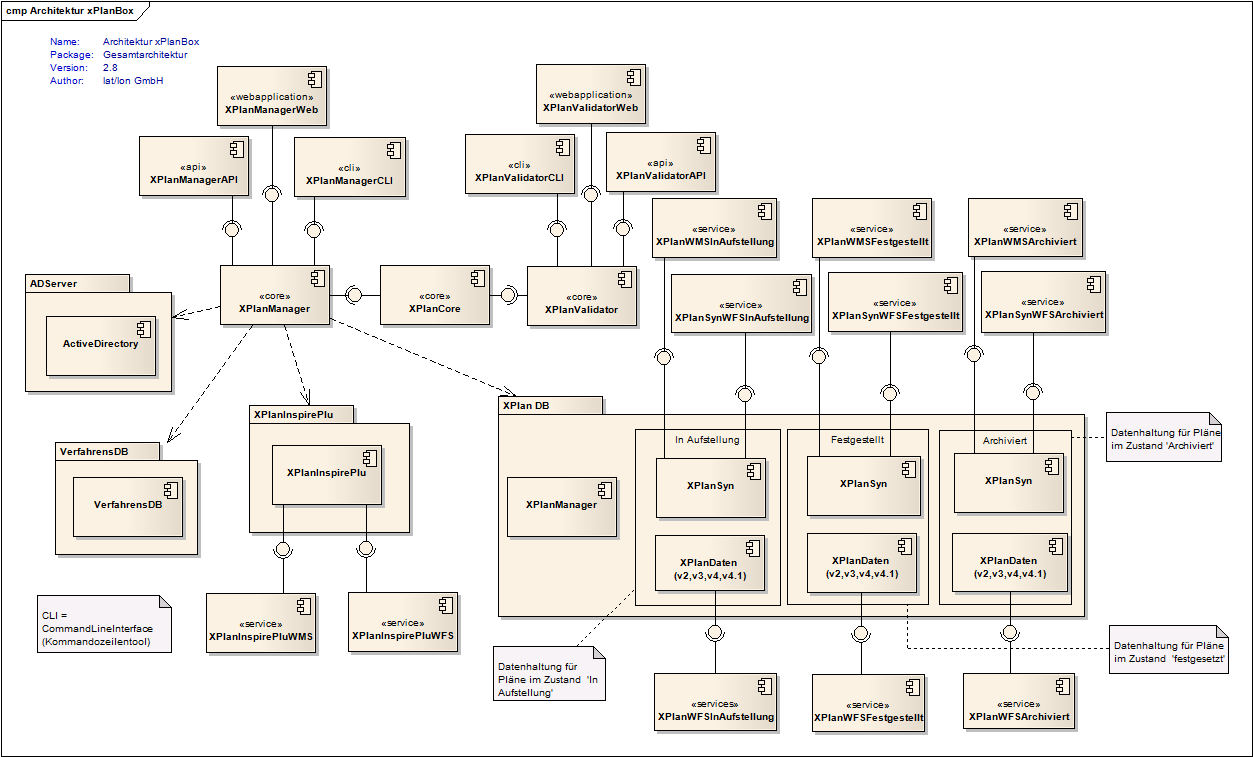 cmp Architektur xPlanBox
Name: Architektur xPlanBox
Package: Gesamtarchitektur
Version: 2.8
Author: lat/lon GmbH
«webapplication»
XPlanManagerWeb
«webapplication»
XPlanValidatorWeb
«api»
XPlanManagerAPI
«cli»
XPlanManagerCLI
«cli»
XPlanValidatorCLI
«api»
XPlanValidatorAPI
«service»
XPlanWMSInAufstellung
«service»
XPlanWMSFestgestellt
«service»
XPlanWMSArchiviert
ADServer
ActiveDirectory
«core»
XPlanManager
«core»
XPlanCore
«core»
XPlanValidator
«service»
XPlanSynWFSInAufstellung
«service»
XPlanSynWFSFestgestellt
«service»
XPlanSynWFSArchiviert
VerfahrensDB
VerfahrensDB
XPlanInspirePlu
XPlanInspirePlu
XPlan DB
XPlanManager
In Aufstellung
XPlanSyn
XPlanDaten
(v2,v3,v4,v4.1)
Festgestellt
XPlanSyn
XPlanDaten
(v2,v3,v4,v4.1)
Archiviert
XPlanSyn
XPlanDaten
(v2,v3,v4,v4.1)
Datenhaltung für Pläne
im Zustand 'Archiviert'
CLI =
CommandLineInterface
(Kommandozeilentool)
«service»
XPlanInspirePluWMS
«service»
XPlanInspirePluWFS
Datenhaltung für
Pläne im Zustand 'In
Aufstellung'
«services»
XPlanWFSInAufstellung
«service»
XPlanWFSFestgestellt
«service»
XPlanWFSArchiviert
Datenhaltung für Pläne
im Zustand 'festgesetzt'